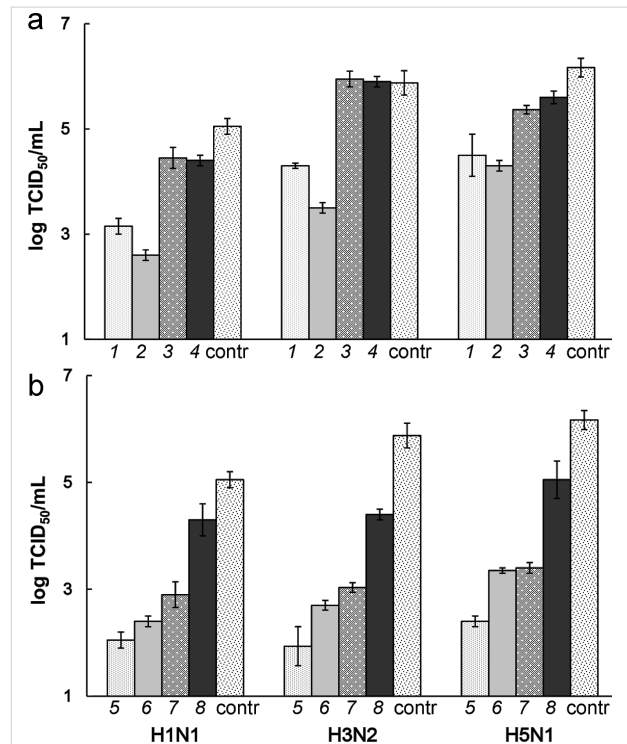 a
7
5
3
1
log TCID₅₀/mL
1 2 3 4 contr 1 2 3 4 contr 1 2 3 4 contr
b
7
5
3
1
log TCID₅₀/mL
5 6 7 8 contr 5 6 7 8 contr 5 6 7 8 contr
H1N1 H3N2 H5N1